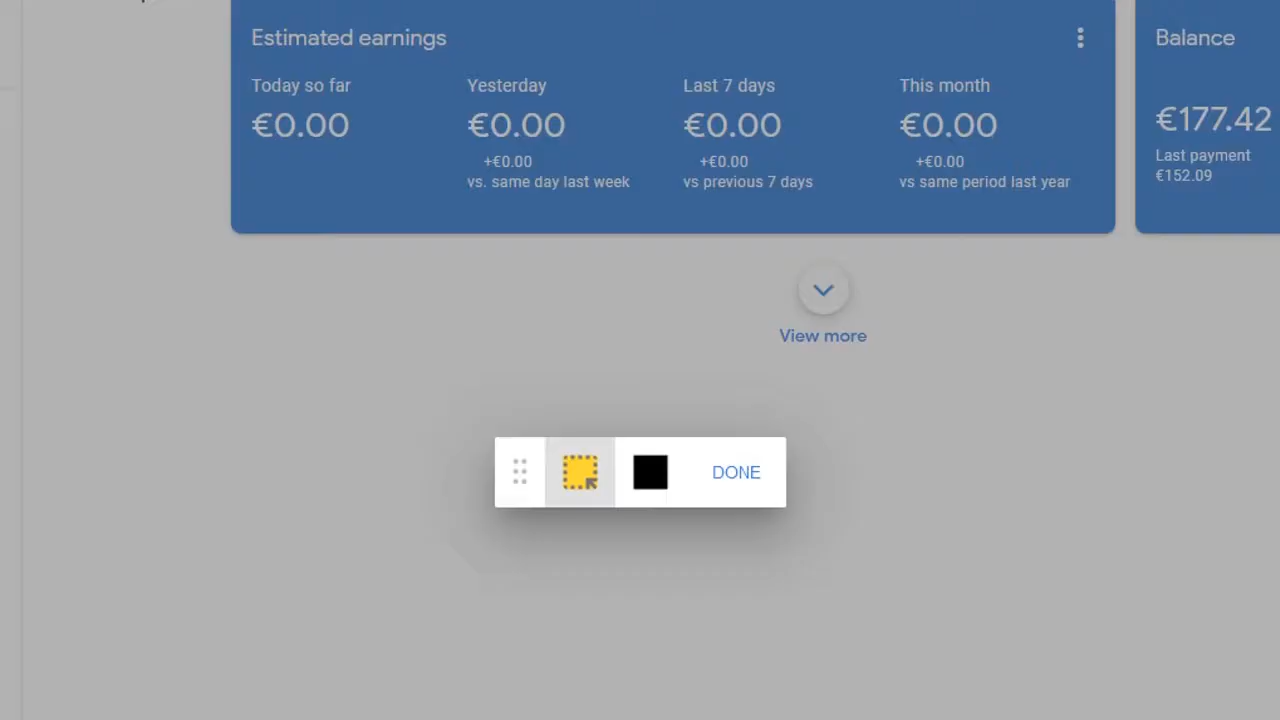 Estimated earnings
Today so far
€0.00
Yesterday
€0.00
+€0.00
vs. same day last week
Last 7 days
€0.00
+€0.00
vs previous 7 days
This month
€0.00
+€0.00
vs same period last year
Balance
€177.42
Last payment
€152.09
View more
DONE